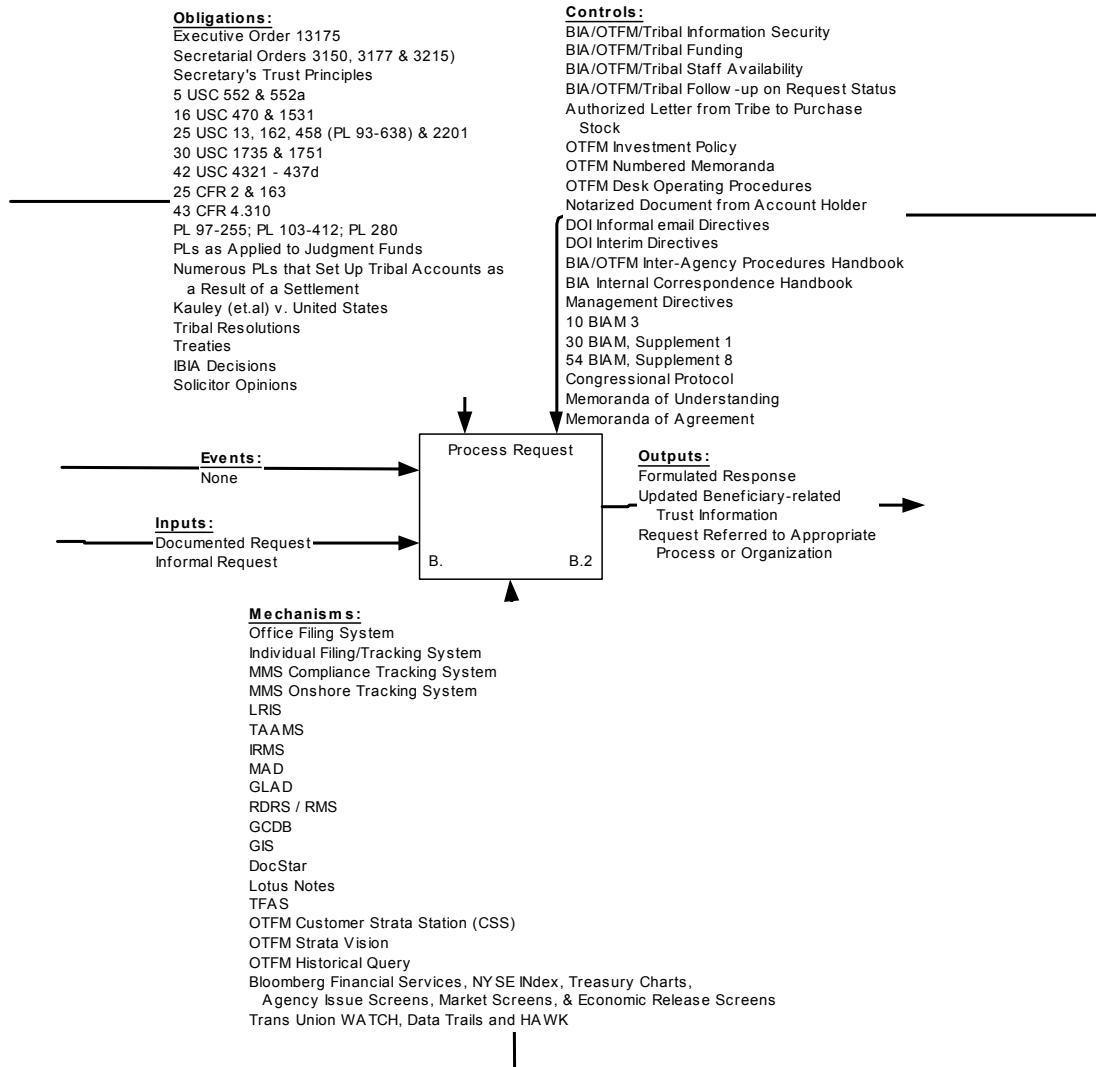 Obligations:
Executive Order 13175
Secretarial Orders 3150, 3177 & 3215)
Secretary's Trust Principles
5 USC 552 & 552a
16 USC 470 & 1531
25 USC 13, 162, 458 (PL 93-638) & 2201
30 USC 1735 & 1751
42 USC 4321 - 437d
25 CFR 2 & 163
43 CFR 4.310
PL 97-255; PL 103-412; PL 280
PLs as Applied to Judgment Funds
Numerous PLs that Set Up Tribal Accounts as
a Result of a Settlement
Kauley (et.al) v. United States
Tribal Resolutions
Treaties
IBIA Decisions
Solicitor Opinions
Controls:
BIA/OTFM/Tribal Information Security
BIA/OTFM/Tribal Funding
BIA/OTFM/Tribal Staff Availability
BIA/OTFM/Tribal Follow-up on Request Status
Authorized Letter from Tribe to Purchase
Stock
OTFM Investment Policy
OTFM Numbered Memoranda
OTFM Desk Operating Procedures
Notarized Document from Account Holder
DOI Informal email Directives
DOI Interim Directives
BIA/OTFM Inter-Agency Procedures Handbook
BIA Internal Correspondence Handbook
Management Directives
10 BIAM 3
30 BIAM, Supplement 1
54 BIAM, Supplement 8
Congressional Protocol
Memoranda of Understanding
Memoranda of Agreement
Events:
None
Inputs:
Documented Request
Informal Request
Process Request
B.
B.2
Outputs:
Formulated Response
Updated Beneficiary-related
Trust Information
Request Referred to Appropriate
Process or Organization
Mechanisms:
Office Filing System
Individual Filing/Tracking System
MMS Compliance Tracking System
MMS Onshore Tracking System
LRIS
TAAMS
IRMS
MAD
GLAD
RDRS / RMS
GCDB
GIS
DocStar
Lotus Notes
TFAS
OTFM Customer Strata Station (CSS)
OTFM Strata Vision
OTFM Historical Query
Bloomberg Financial Services, NYSE INdex, Treasury Charts,
Agency Issue Screens, Market Screens, & Economic Release Screens
Trans Union WATCH, Data Trails and HAWK